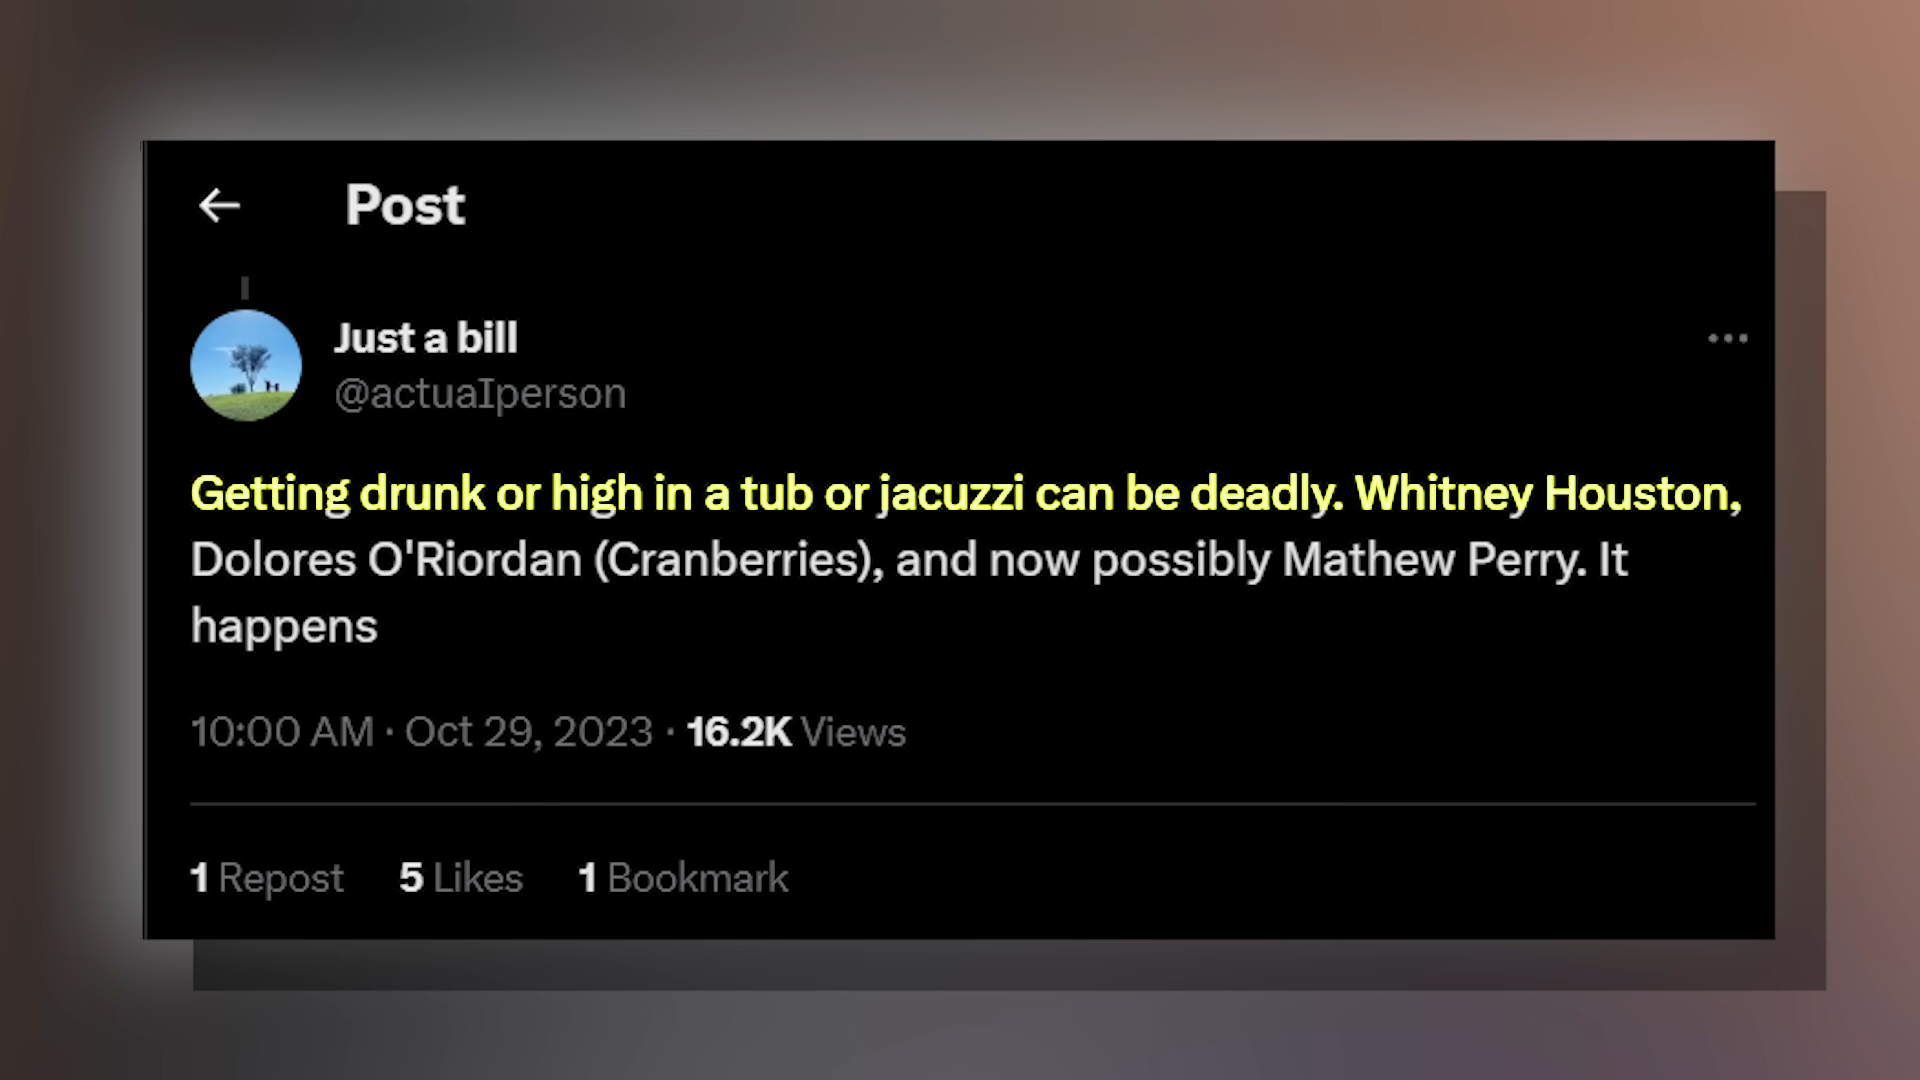 Post
Just a bill
@actuaIperson
Getting drunk or high in a tub or jacuzzi can be deadly. Whitney Houston,
Dolores O'Riordan (Cranberries), and now possibly Mathew Perry. It
happens
10:00 AM · Oct 29, 2023 · 16.2K Views
1 Repost 5 Likes 1 Bookmark